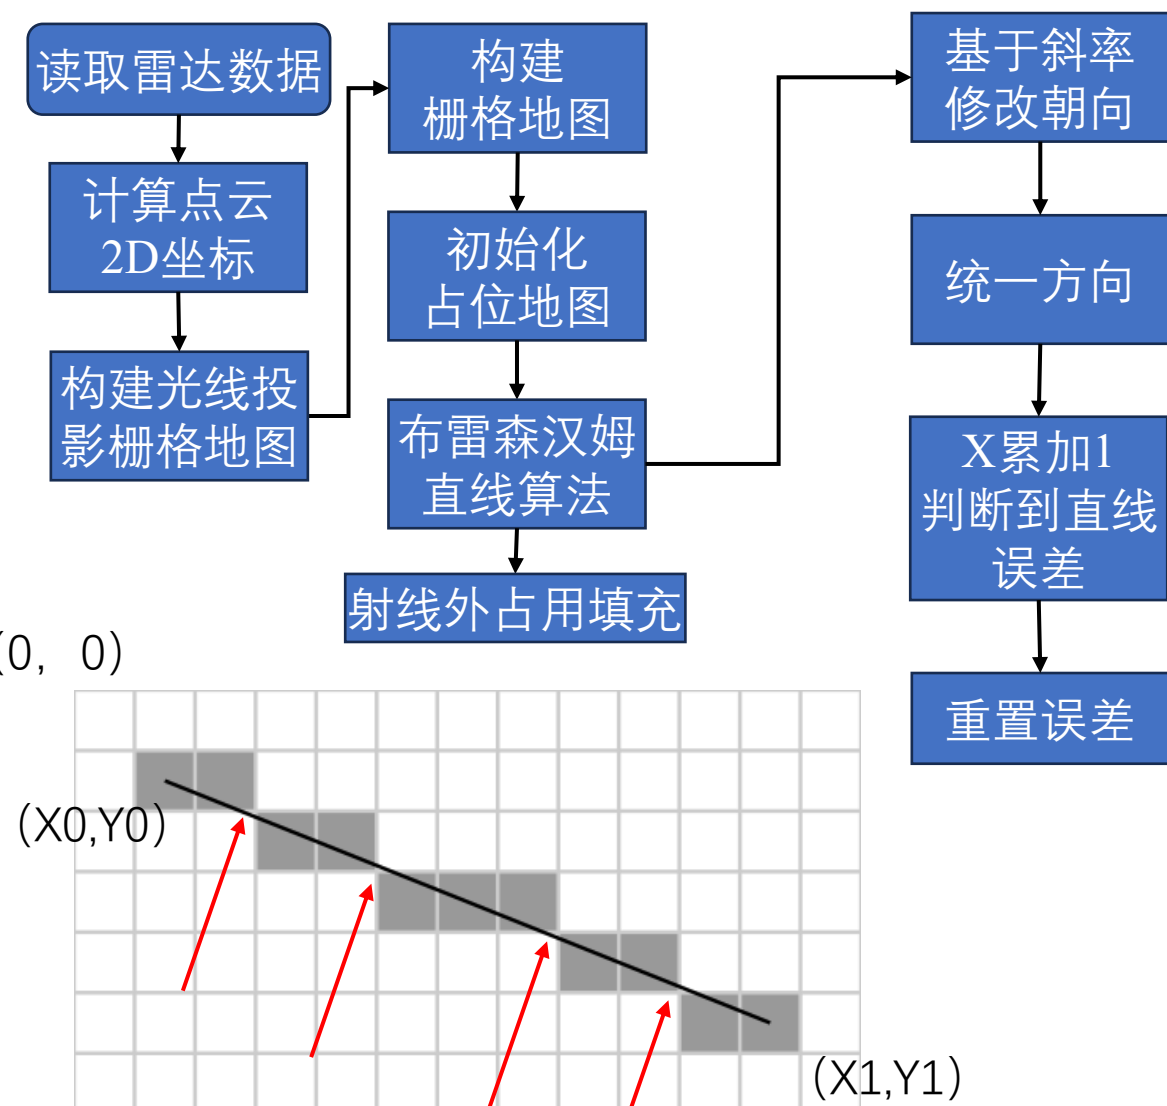 读取雷达数据
计算点云
2D坐标
构建光线投
影栅格地图
构建
栅格地图
初始化
占位地图
布雷森汉姆
直线算法
射线外占用填充
基于斜率
修改朝向
统一方向
X累加1
判断到直线
误差
重置误差
(0, 0)
(X0,Y0)
(X1,Y1)